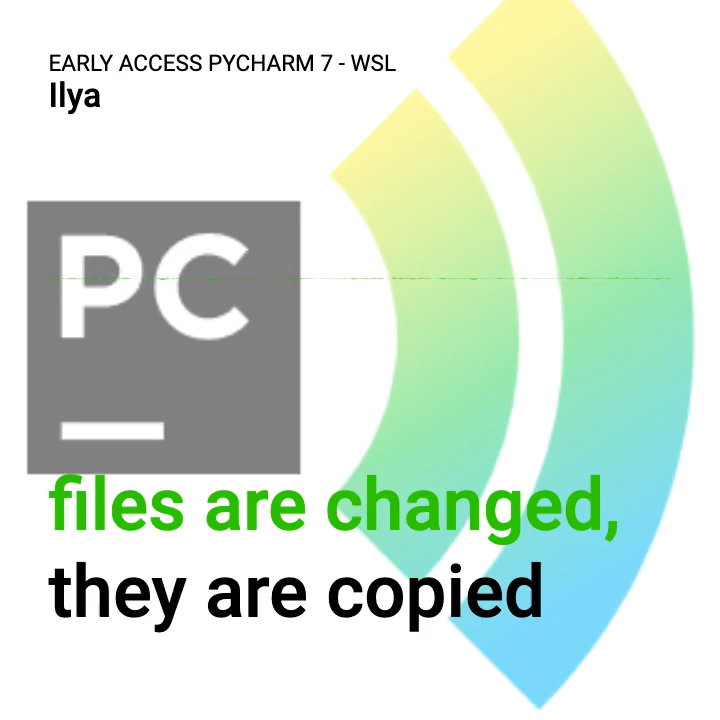 EARLY ACCESS PYCHARM 7 - WSL
Ilya
PC
files are changed,
they are copied